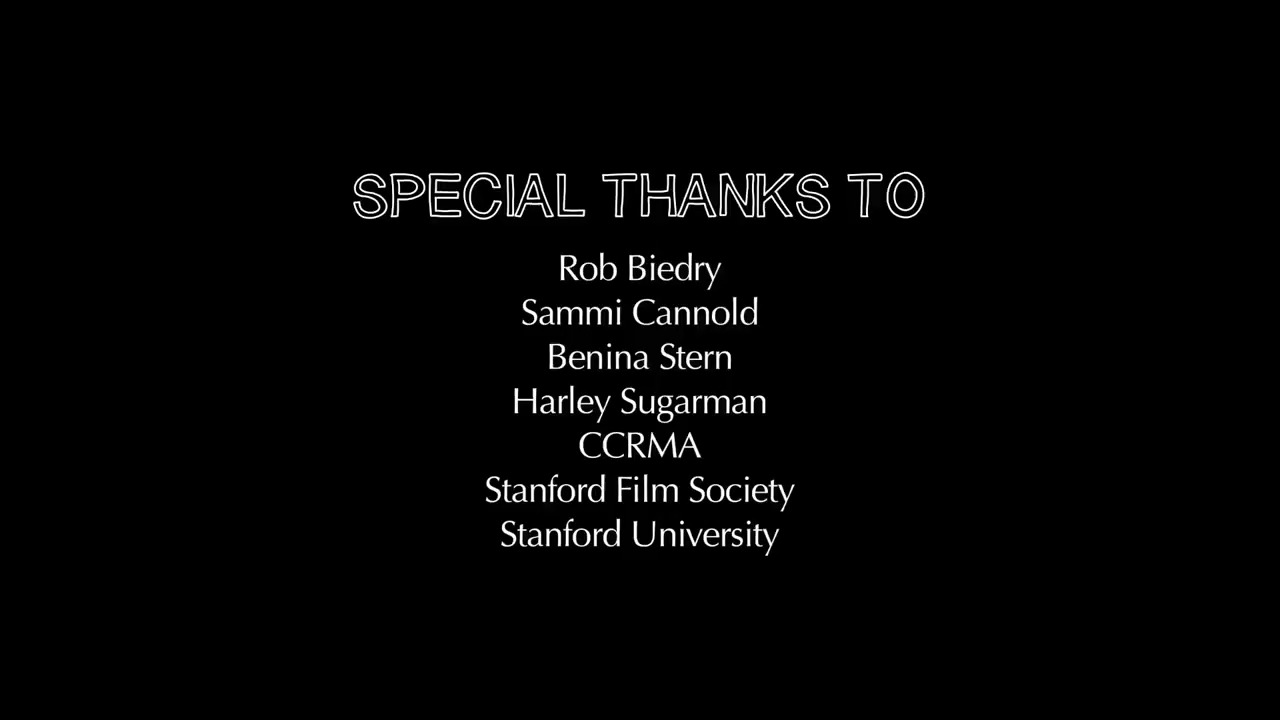 SPECIAL THANKS TO
Rob Biedry
Sammi Cannold
Benina Stern
Harley Sugarman
CCRMA
Stanford Film Society
Stanford University